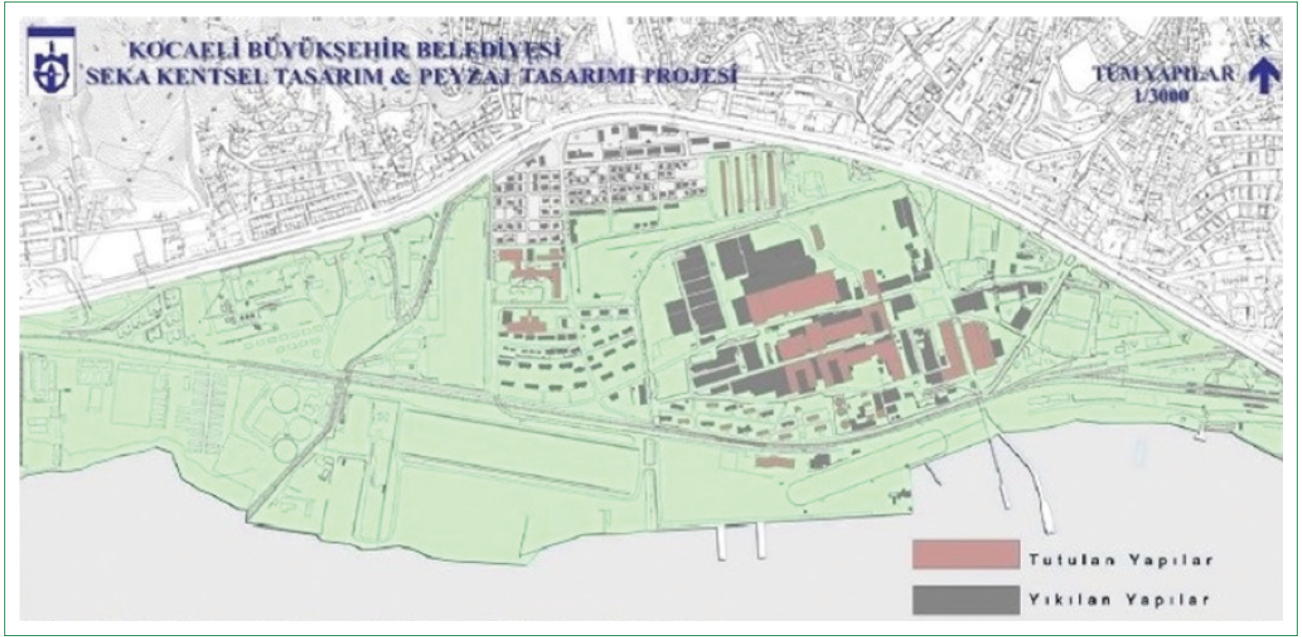 KOCAELİ BÜYÜKŞEHİR BELEDİYESİ
SEKA KENTSEL TASARIM & PEYZAJ TASARIMI PROJESİ
K
TÜM YAPILAR
1/3000
Tutulan Yapılar
Yıkılan Yapılar